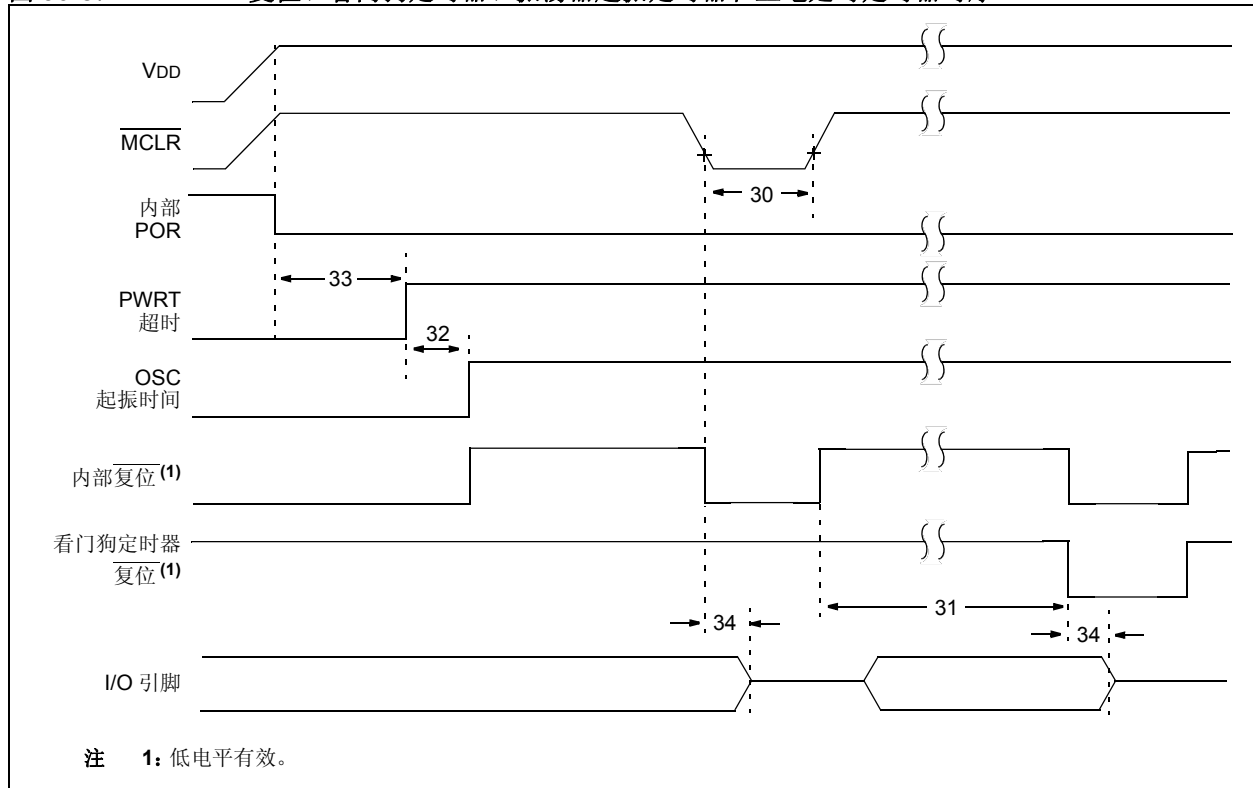 VDD
MCLR
30
内部
POR
33
PWRT
超时
32
OSC
起振时间
内部复位(1)
看门狗定时器
复位(1)
31
34
34
I/O 引脚
注 1: 低电平有效。